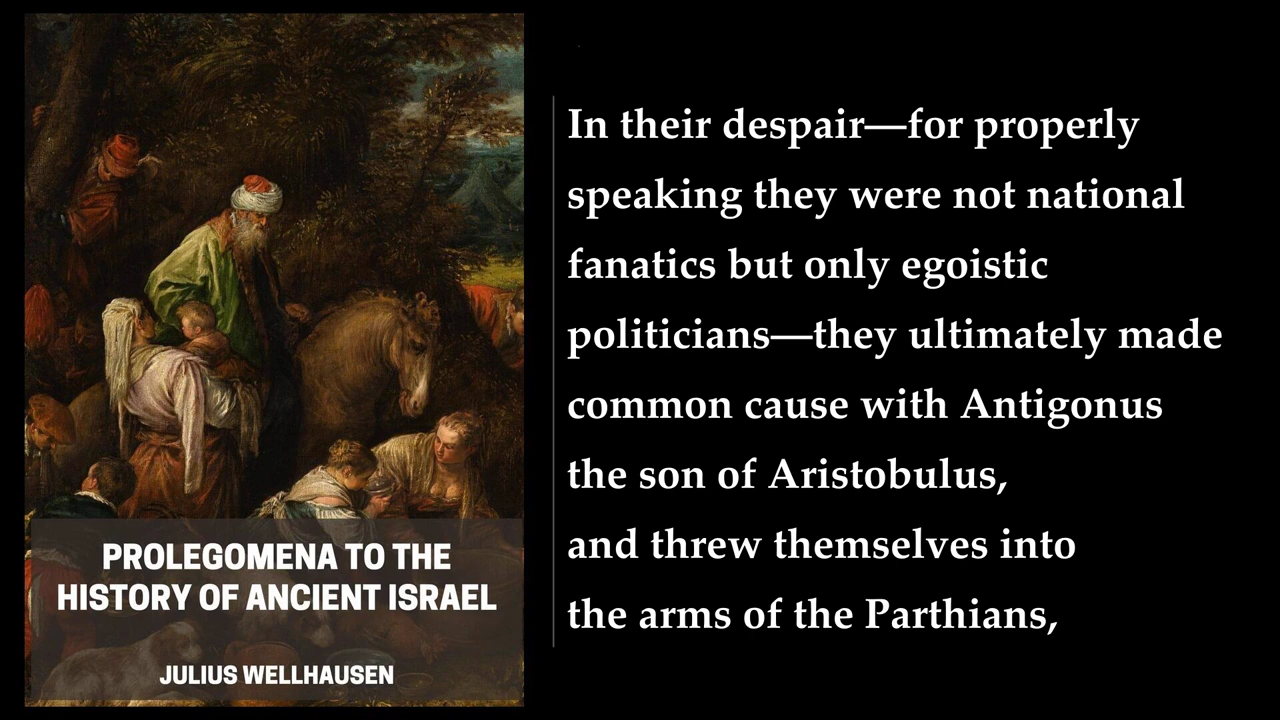 PROLEGOMENA TO THE
HISTORY OF ANCIENT ISRAEL
JULIUS WELLHAUSEN
In their despair—for properly
speaking they were not national
fanatics but only egoistic
politicians—they ultimately made
common cause with Antigonus
the son of Aristobulus,
and threw themselves into
the arms of the Parthians,